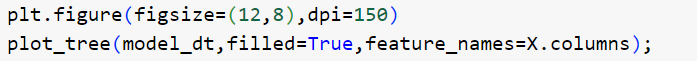 plt.figure(figsize=(12,8),dpi=150)
plot_tree(model_dt,filled=True,feature_names=X.columns);